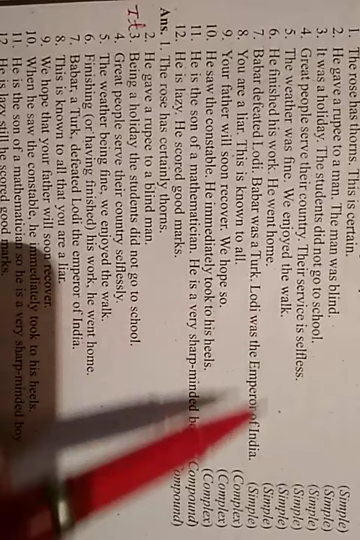 1. The rose has thorns. This is certain. (Simple)
2. He gave a rupee to a man. The man was blind. (Simple)
3. It was a holiday. The students did not go to school. (Simple)
4. Great people serve their country. Their service is selfless. (Simple)
5. The weather was fine. We enjoyed the walk. (Simple)
6. He finished his work. He went home. (Simple)
7. Babar defeated Lodi. Babar was a Turk. Lodi was the Emperor of India. (Simple)
8. You are a liar. This is known to all. (Complex)
9. Your father will soon recover. We hope so. (Complex)
10. He saw the constable. He immediately took to his heels. (Complex)
11. He is the son of a mathematician. He is a very sharp-minded (Compound)
12. He is lazy. He scored good marks.
Ans. 1. The rose has certainly thorns.
2. He gave a rupee to a blind man.
3. Being a holiday the students did not go to school.
4. Great people serve their country selflessly.
5. The weather being fine, we enjoyed the walk.
6. Finishing (or having finished) his work, he went home.
7. Babar, a Turk, defeated Lodi the emperor of India.
8. This is known to all that you are a liar.
9. We hope that your father will soon recover.
10. When he saw the constable, he immediately took to his heels.
11. He is the son of a mathematician so he is a very sharp-minded boy
12. He is lazy still he scored good marks.